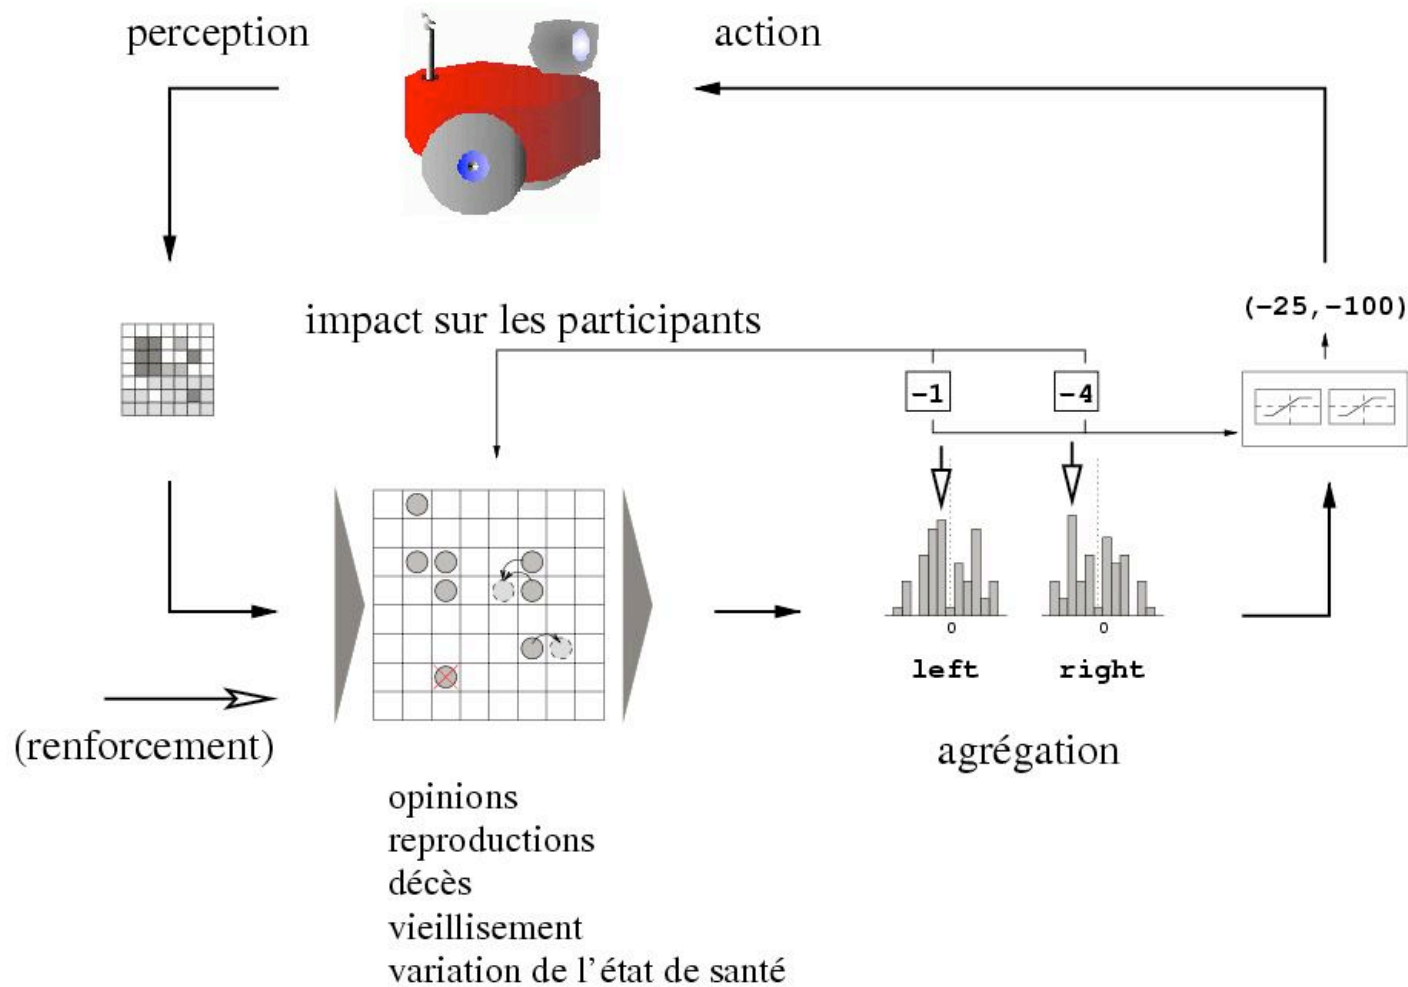 perception
action
(-25,-100)
impact sur les participants
-1
-4
0
0
left
right
(renforcement)
agrégation
opinions
reproductions
décès
vieillisement
variation de l'état de santé